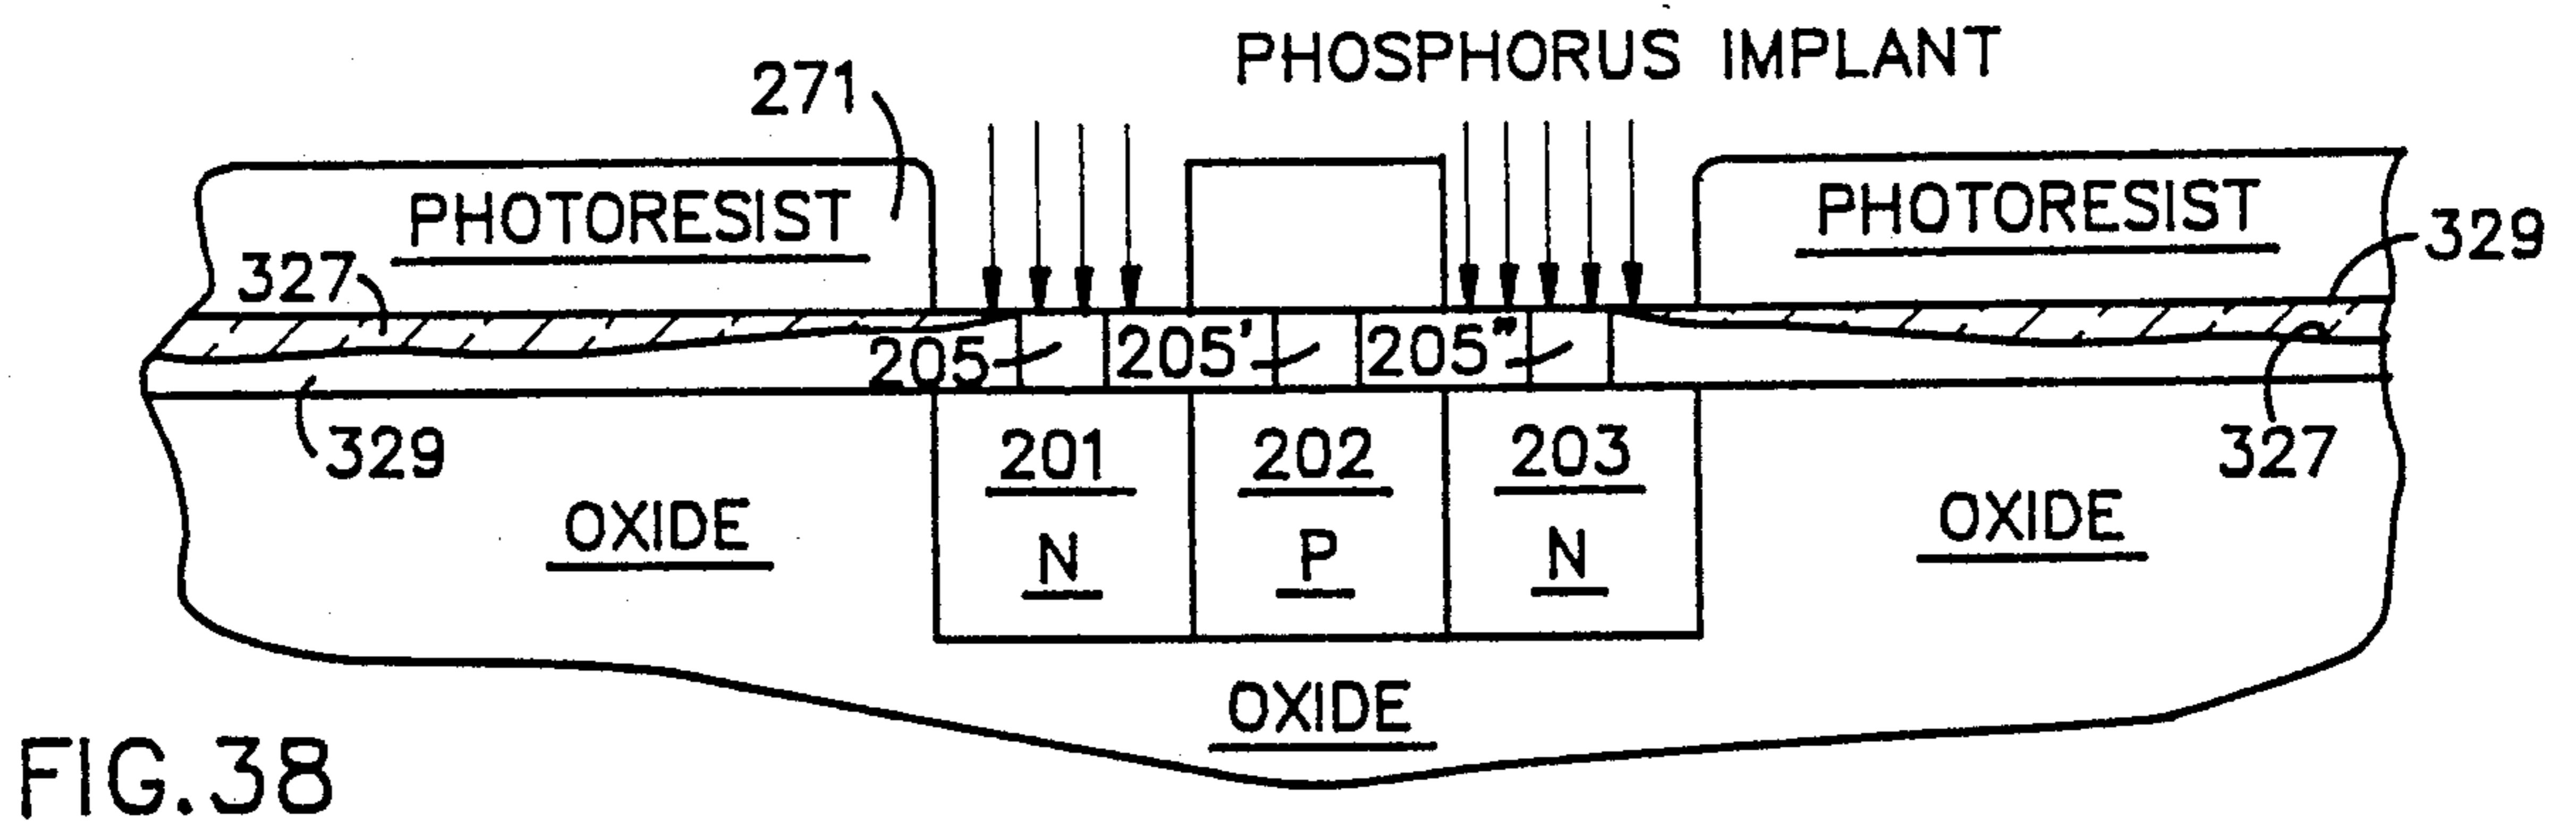 PHOSPHORUS IMPLANT
271
PHOTORESIST
PHOTORESIST
327
329
205
205'
205"
329
327
201
202
203
N
P
N
OXIDE
OXIDE
OXIDE
FIG.38